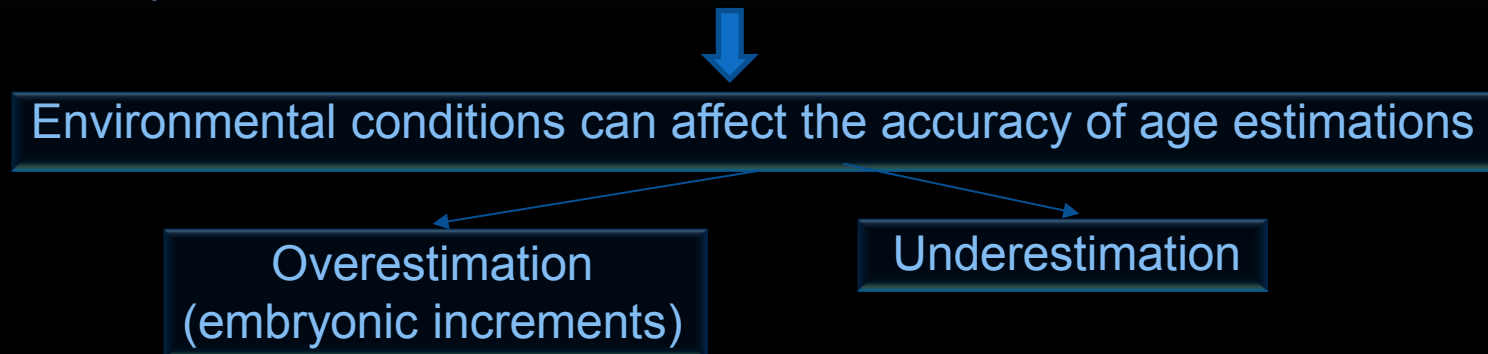 Environmental conditions can affect the accuracy of age estimations
Overestimation
(embryonic increments)
Underestimation